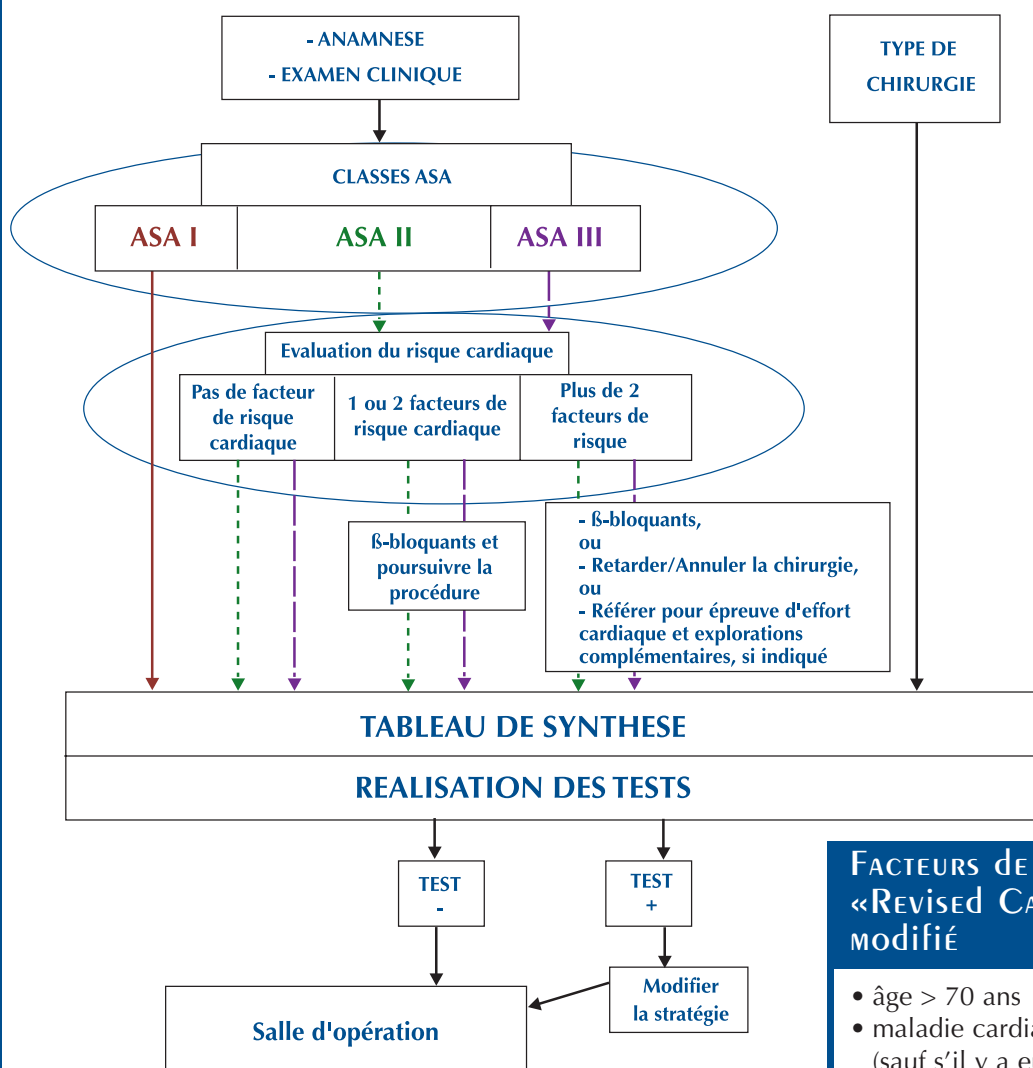 - ANAMNESE
- EXAMEN CLINIQUE
TYPE DE
CHIRURGIE
CLASSES ASA
ASA I
ASA II
ASA III
Evaluation du risque cardiaque
Pas de facteur
de risque
cardiaque
1 ou 2 facteurs de
risque cardiaque
Plus de 2
facteurs de
risque
ß-bloquants et
poursuivre la
procédure
- ß-bloquants,
ou
- Retarder/Annuler la chirurgie,
ou
- Référer pour épreuve d'effort
cardiaque et explorations
complémentaires, si indiqué
TABLEAU DE SYNTHESE
REALISATION DES TESTS
TEST
-
TEST
+
Modifier
la stratégie
Salle d'opération
Facteurs de
«Revised
modifié
• âge > 70 ans
• maladie
(sauf s'il y a